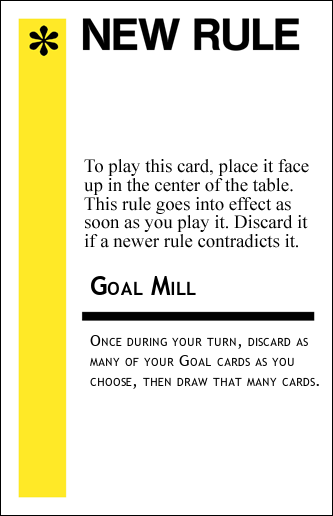 * NEW RULE
To play this card, place it face
up in the center of the table.
This rule goes into effect as
soon as you play it. Discard it
if a newer rule contradicts it.
Goal Mill
Once during your turn, discard as
many of your Goal cards as you
choose, then draw that many cards.